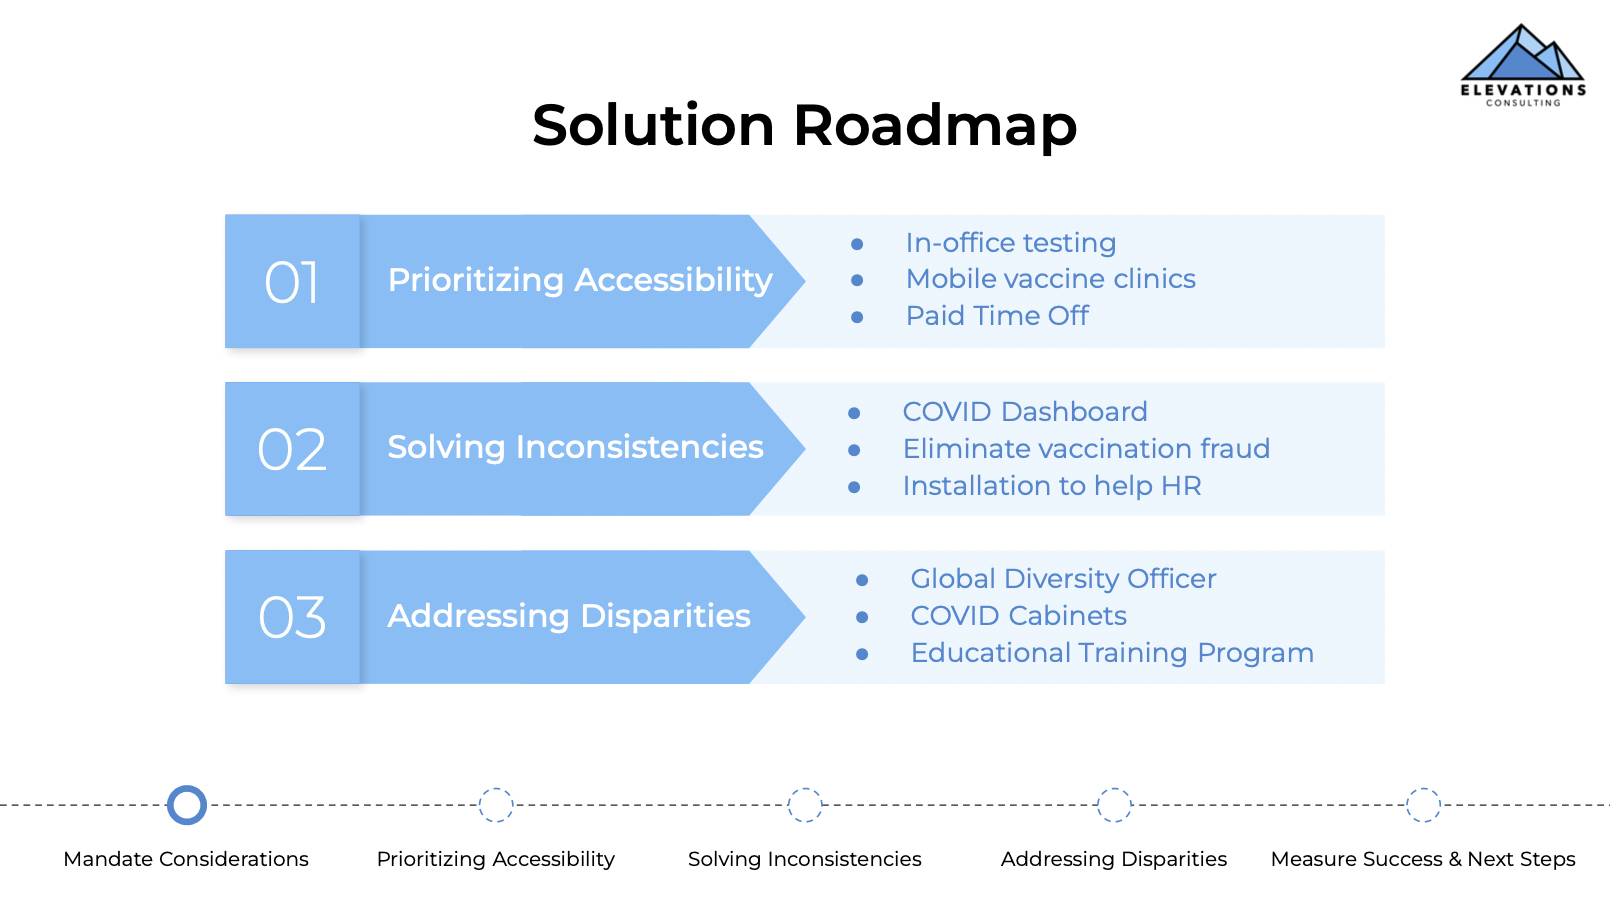 ELEVATIONS
CONSULTING
Solution Roadmap
01
Prioritizing Accessibility
● In-office testing
● Mobile vaccine clinics
● Paid Time Off
02
Solving Inconsistencies
● COVID Dashboard
● Eliminate vaccination fraud
● Installation to help HR
03
Addressing Disparities
● Global Diversity Officer
● COVID Cabinets
● Educational Training Program
Mandate Considerations
Prioritizing Accessibility
Solving Inconsistencies
Addressing Disparities
Measure Success & Next Steps